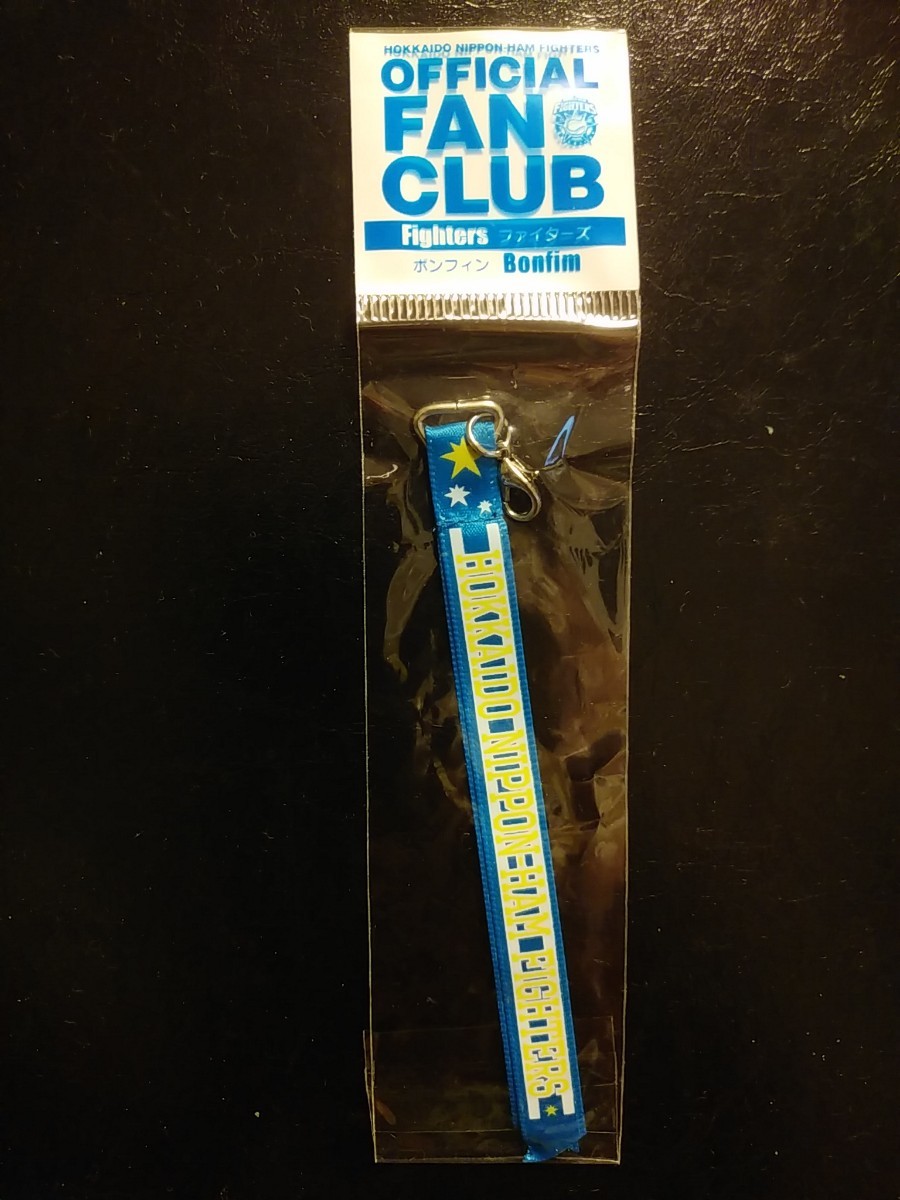 HOKKAIDO NIPPON-HAM FIGHTERS
OFFICIAL
FAN
FIGHTERS
CLUB
Fighters ファイターズ
ボンフィン Bonfim
HOKKAIDO NIPPON-HAM FIGHTERS